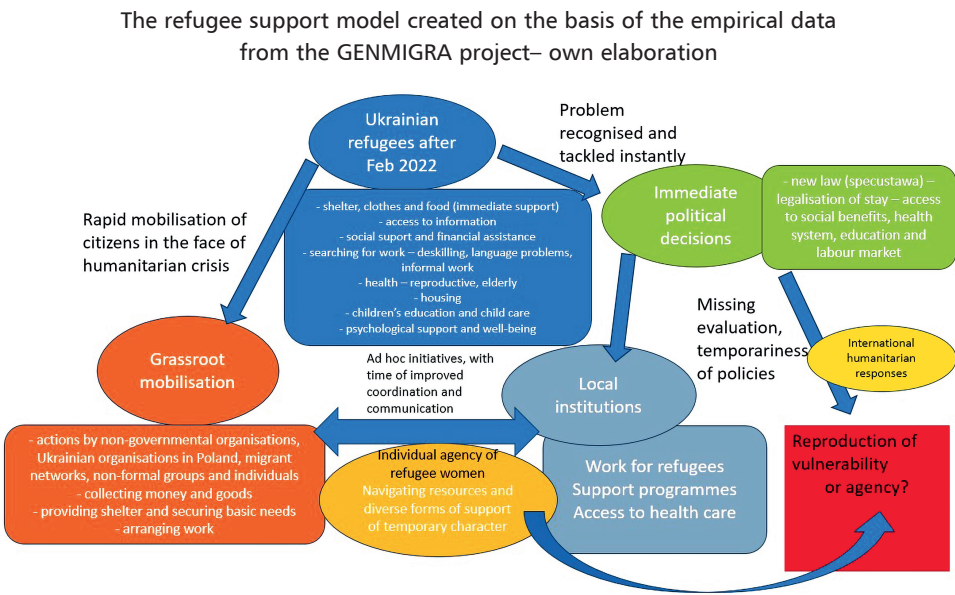 The refugee support model created on the basis of the empirical data
from the GENMIGRA project– own elaboration
Ukrainian
refugees after
Feb 2022
Problem
recognised and
tackled instantly
Immediate
political
decisions
- new law (specustawa) –
legalisation of stay – access
to social benefits, health
system, education and
labour market
Rapid mobilisation of
citizens in the face of
humanitarian crisis
- shelter, clothes and food (immediate support)
- access to information
- social suport and financial assistance
- searching for work – deskilling, language problems,
informal work
- health – reproductive, elderly
- housing
- children's education and child care
- psychological support and well-being
Missing
evaluation,
temporariness
of policies
International
humanitarian
responses
Grassroot
mobilisation
Ad hoc initiatives, with
time of improved
coordination and
communication
Local
institutions
- actions by non-governmental organisations,
Ukrainian organisations in Poland, migrant
networks, non-formal groups and individuals
- collecting money and goods
- providing shelter and securing basic needs
- arranging work
Individual agency of
refugee women
Navigating resources and
diverse forms of support
of temporary character
Work for refugees
Support programmes
Access to health care
Reproduction of
vulnerability
or agency?